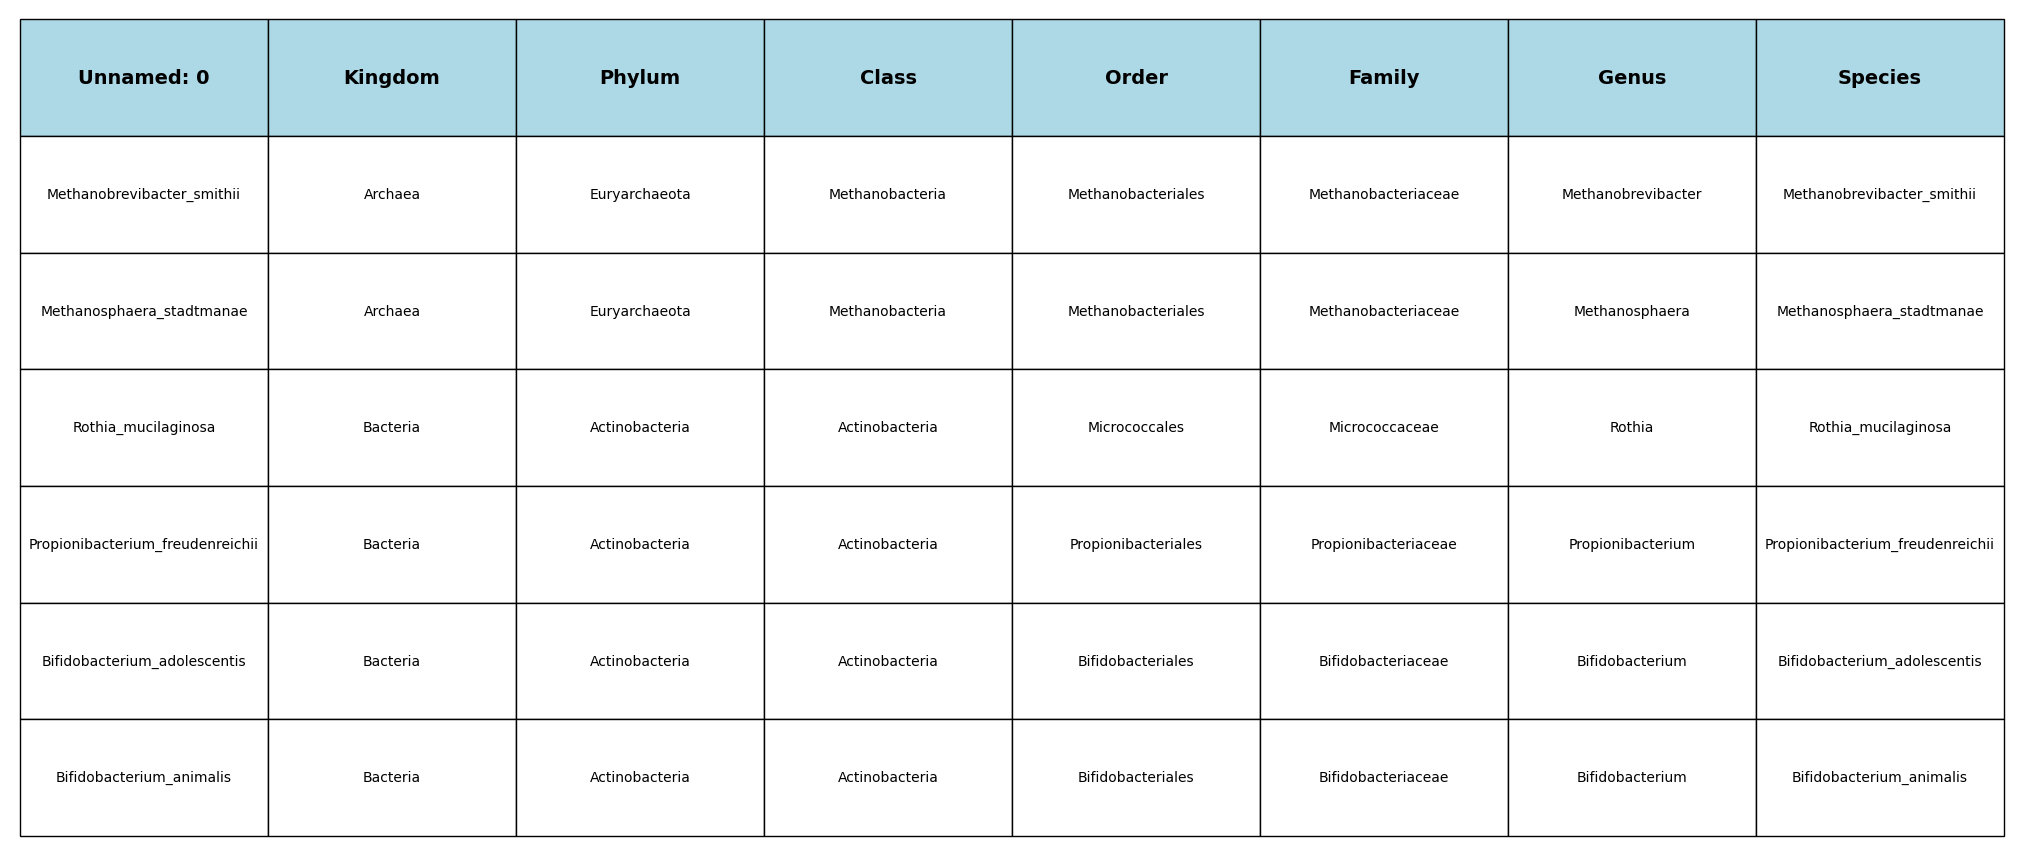 Unnamed: 0 Kingdom Phylum Class Order Family Genus Species
Methanobrevibacter_smithii Archaea Euryarchaeota Methanobacteria Methanobacteriales Methanobacteriaceae Methanobrevibacter Methanobrevibacter_smithii
Methanosphaera_stadtmanae Archaea Euryarchaeota Methanobacteria Methanobacteriales Methanobacteriaceae Methanosphaera Methanosphaera_stadtmanae
Rothia_mucilaginosa Bacteria Actinobacteria Actinobacteria Micrococcales Micrococcaceae Rothia Rothia_mucilaginosa
Propionibacterium_freudenreichii Bacteria Actinobacteria Actinobacteria Propionibacteriales Propionibacteriaceae Propionibacterium Propionibacterium_freudenreichii
Bifidobacterium_adolescentis Bacteria Actinobacteria Actinobacteria Bifidobacteriales Bifidobacteriaceae Bifidobacterium Bifidobacterium_adolescentis
Bifidobacterium_animalis Bacteria Actinobacteria Actinobacteria Bifidobacteriales Bifidobacteriaceae Bifidobacterium Bifidobacterium_animalis